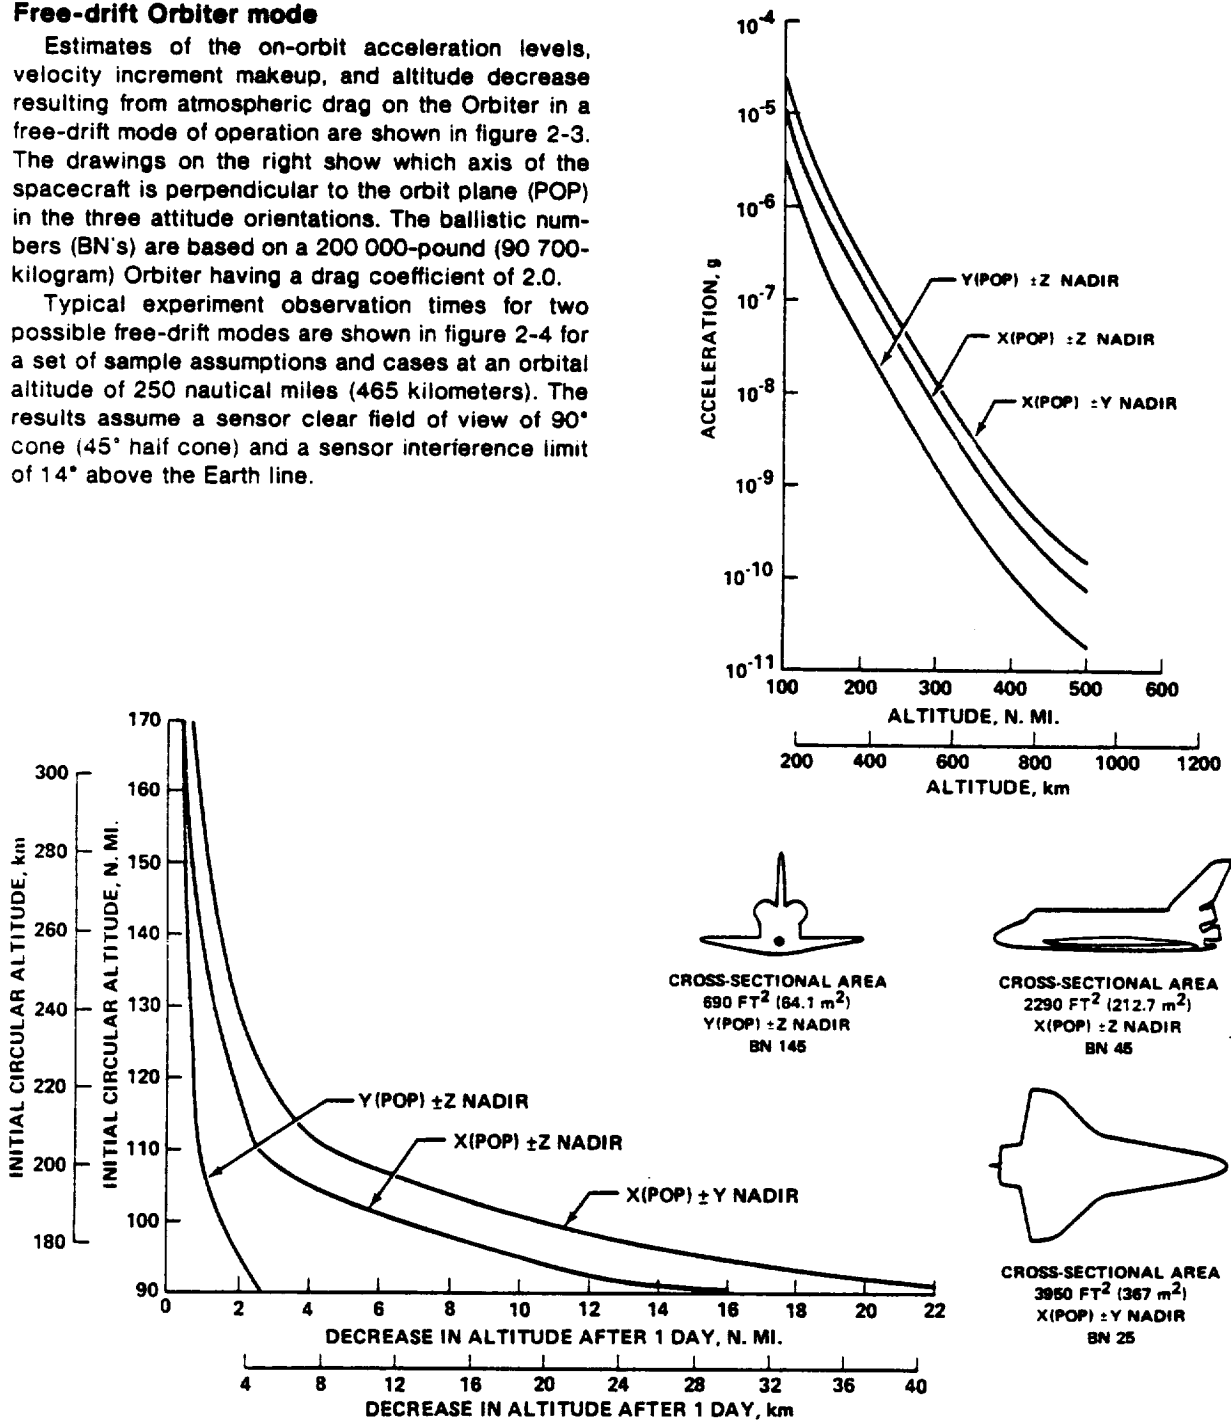 Free-drift Orbiter mode
Estimates of the on-orbit acceleration levels,
velocity increment makeup, and altitude decrease
resulting from atmospheric drag on the Orbiter in a
free-drift mode of operation are shown in figure 2-3.
The drawings on the right show which axis of the
spacecraft is perpendicular to the orbit plane (POP)
in the three attitude orientations. The ballistic num-
bers (BN's) are based on a 200 000-pound (90 700-
kilogram) Orbiter having a drag coefficient of 2.0.
Typical experiment observation times for two
possible free-drift modes are shown in figure 2-4 for
a set of sample assumptions and cases at an orbital
altitude of 250 nautical miles (465 kilometers). The
results assume a sensor clear field of view of 90°
cone (45° half cone) and a sensor interference limit
of 14° above the Earth line.
ACCELERATION, g
10-4
10-5
10-6
10-7
10-8
10-9
10-10
10-11
Y(POP) ±Z NADIR
X(POP) ±Z NADIR
X(POP) ±Y NADIR
100 200 300 400 500 600
ALTITUDE, N. MI.
200 400 600 800 1000 1200
ALTITUDE, km
INITIAL CIRCULAR ALTITUDE, km
300
280
260
240
220
200
180
INITIAL CIRCULAR ALTITUDE, N. MI.
170
160
150
140
130
120
110
100
90
Y(POP) ±Z NADIR
X(POP) ±Z NADIR
X(POP) ±Y NADIR
0 2 4 6 8 10 12 14 16 18 20 22
DECREASE IN ALTITUDE AFTER 1 DAY, N. MI.
4 8 12 16 20 24 28 32 36 40
DECREASE IN ALTITUDE AFTER 1 DAY, km
CROSS-SECTIONAL AREA
690 FT2 (64.1 m2)
Y(POP) ±Z NADIR
BN 145
CROSS-SECTIONAL AREA
2290 FT2 (212.7 m2)
X(POP) ±Z NADIR
BN 45
CROSS-SECTIONAL AREA
3950 FT2 (367 m2)
X(POP) ±Y NADIR
BN 25